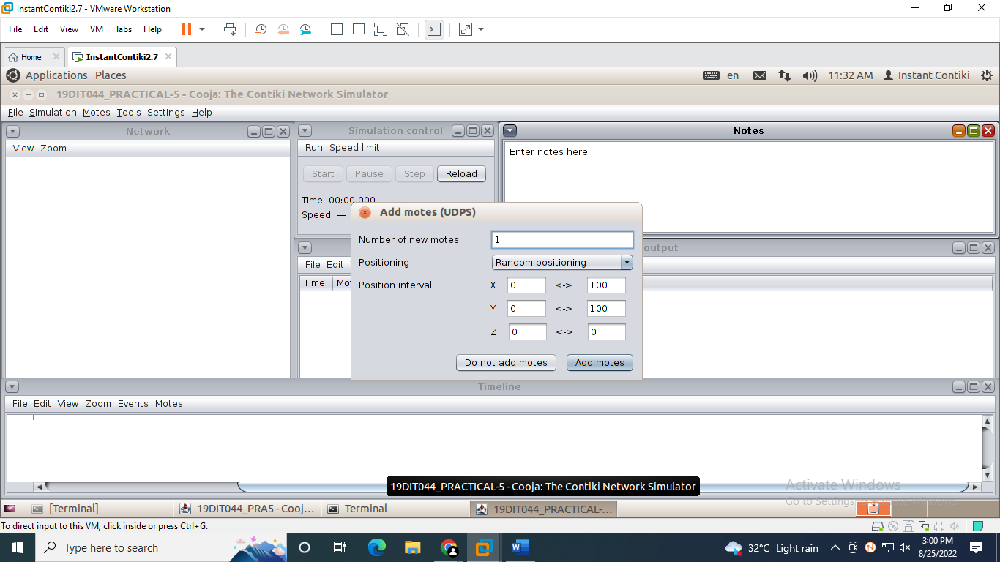 InstantContiki2.7 - VMware Workstation
File Edit View VM Tabs Help
Home InstantContiki2.7
Applications Places en 11:32 AM Instant Contiki
19DIT044_PRACTICAL-5 - Cooja: The Contiki Network Simulator
File Simulation Motes Tools Settings Help
Network Simulation control Notes
View Zoom Run Speed limit Enter notes here
Start Pause Step Reload
Time: 00:00.000
Speed: ---
Add motes (UDPS)
Number of new motes 1
output
Positioning Random positioning
File Edit
Time Mot
Position interval X 0 <-> 100
Y 0 <-> 100
Z 0 <-> 0
Do not add motes Add motes
Timeline
File Edit View Zoom Events Motes
19DIT044_PRACTICAL-5 - Cooja: The Contiki Network Simulator
Activate Windows
Go to Settings
[Terminal] 19DIT044_PRA5 - Cooj... Terminal 19DIT044_PRACTICAL-...
To direct input to this VM, click inside or press Ctrl+G.
Type here to search 32°C Light rain 3:00 PM
8/25/2022